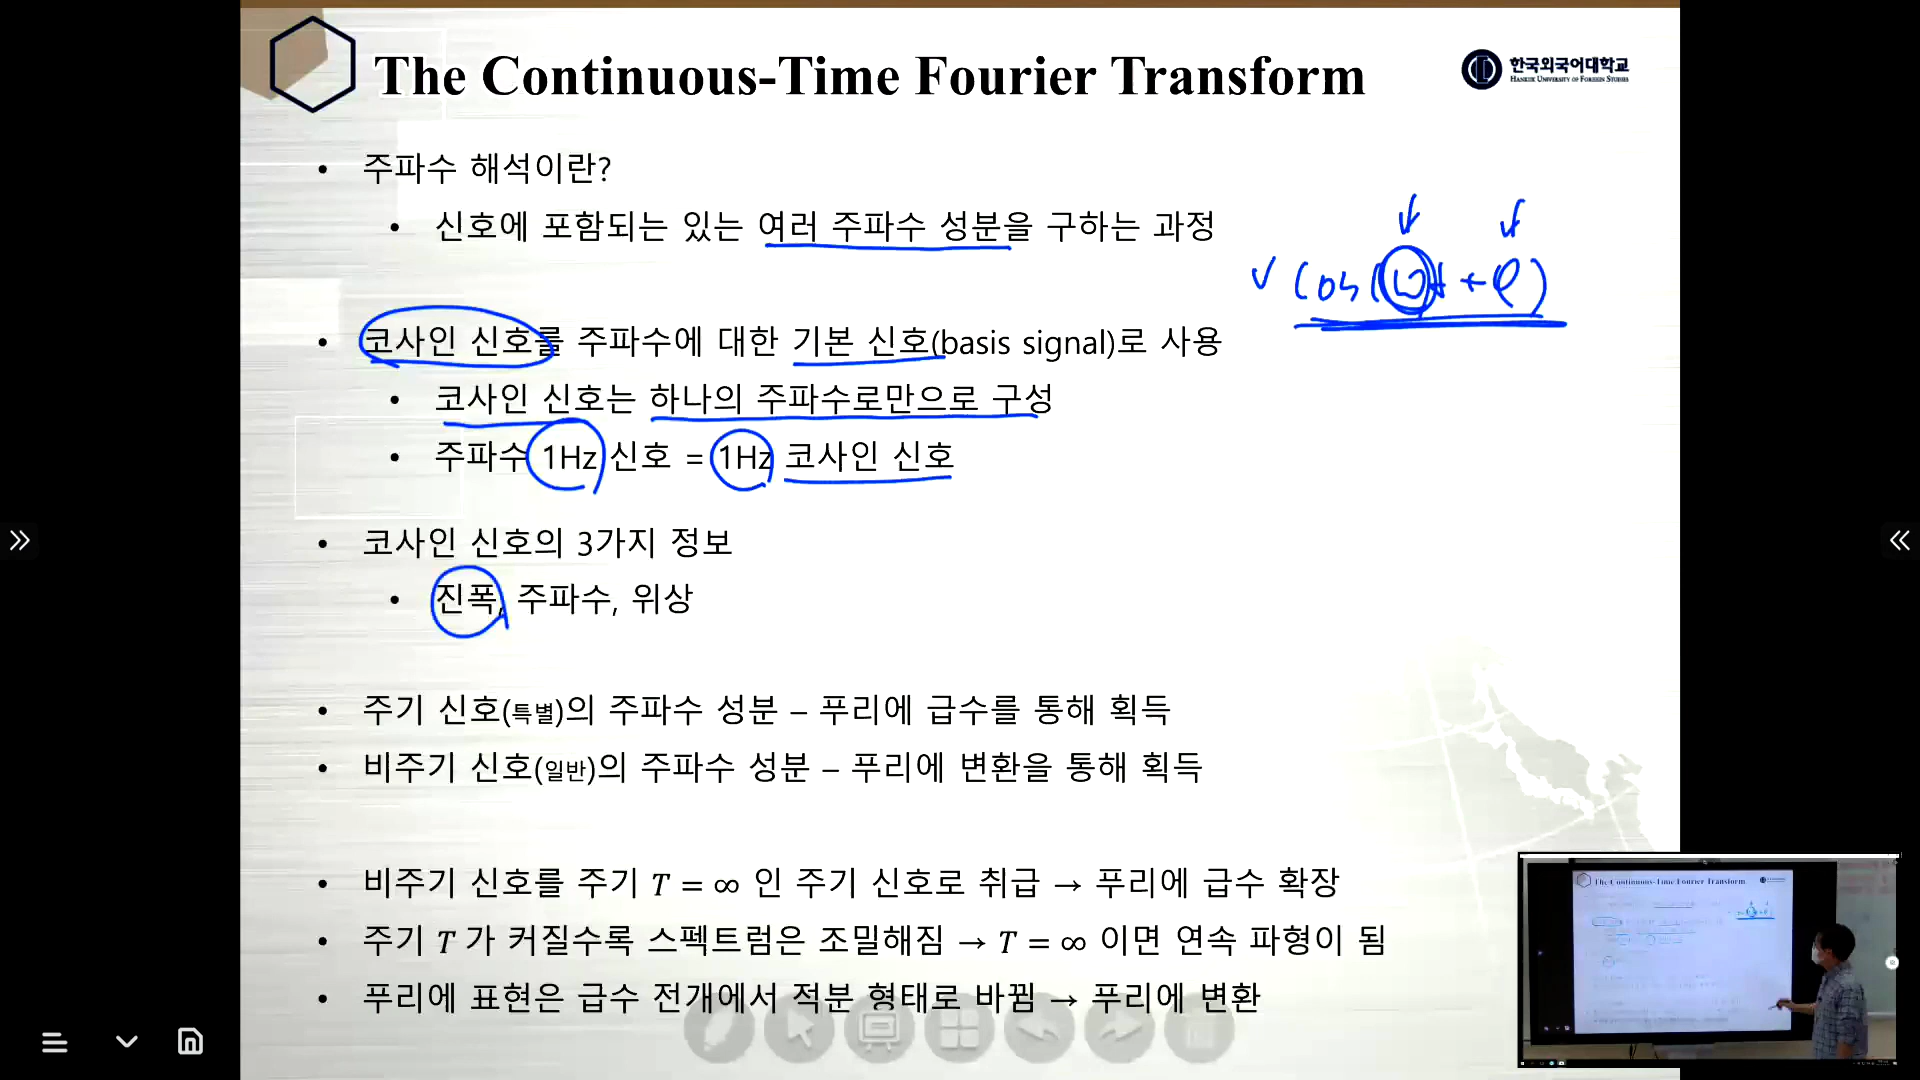 The Continuous-Time Fourier Transform
한국외국어대학교
HANKUK UNIVERSITY OF FOREIGN STUDIES
• 주파수 해석이란?
• 신호에 포함되는 있는 여러 주파수 성분을 구하는 과정
cos(ωt+φ)
• 코사인 신호를 주파수에 대한 기본 신호(basis signal)로 사용
• 코사인 신호는 하나의 주파수로만으로 구성
• 주파수 1Hz 신호 = 1Hz 코사인 신호
• 코사인 신호의 3가지 정보
• 진폭, 주파수, 위상
• 주기 신호(특별)의 주파수 성분 – 푸리에 급수를 통해 획득
• 비주기 신호(일반)의 주파수 성분 – 푸리에 변환을 통해 획득
• 비주기 신호를 주기 T = ∞ 인 주기 신호로 취급 → 푸리에 급수 확장
• 주기 T 가 커질수록 스펙트럼은 조밀해짐 → T = ∞ 이면 연속 파형이 됨
• 푸리에 표현은 급수 전개에서 적분 형태로 바뀜 → 푸리에 변환
The Continuous-Time Fourier Transform